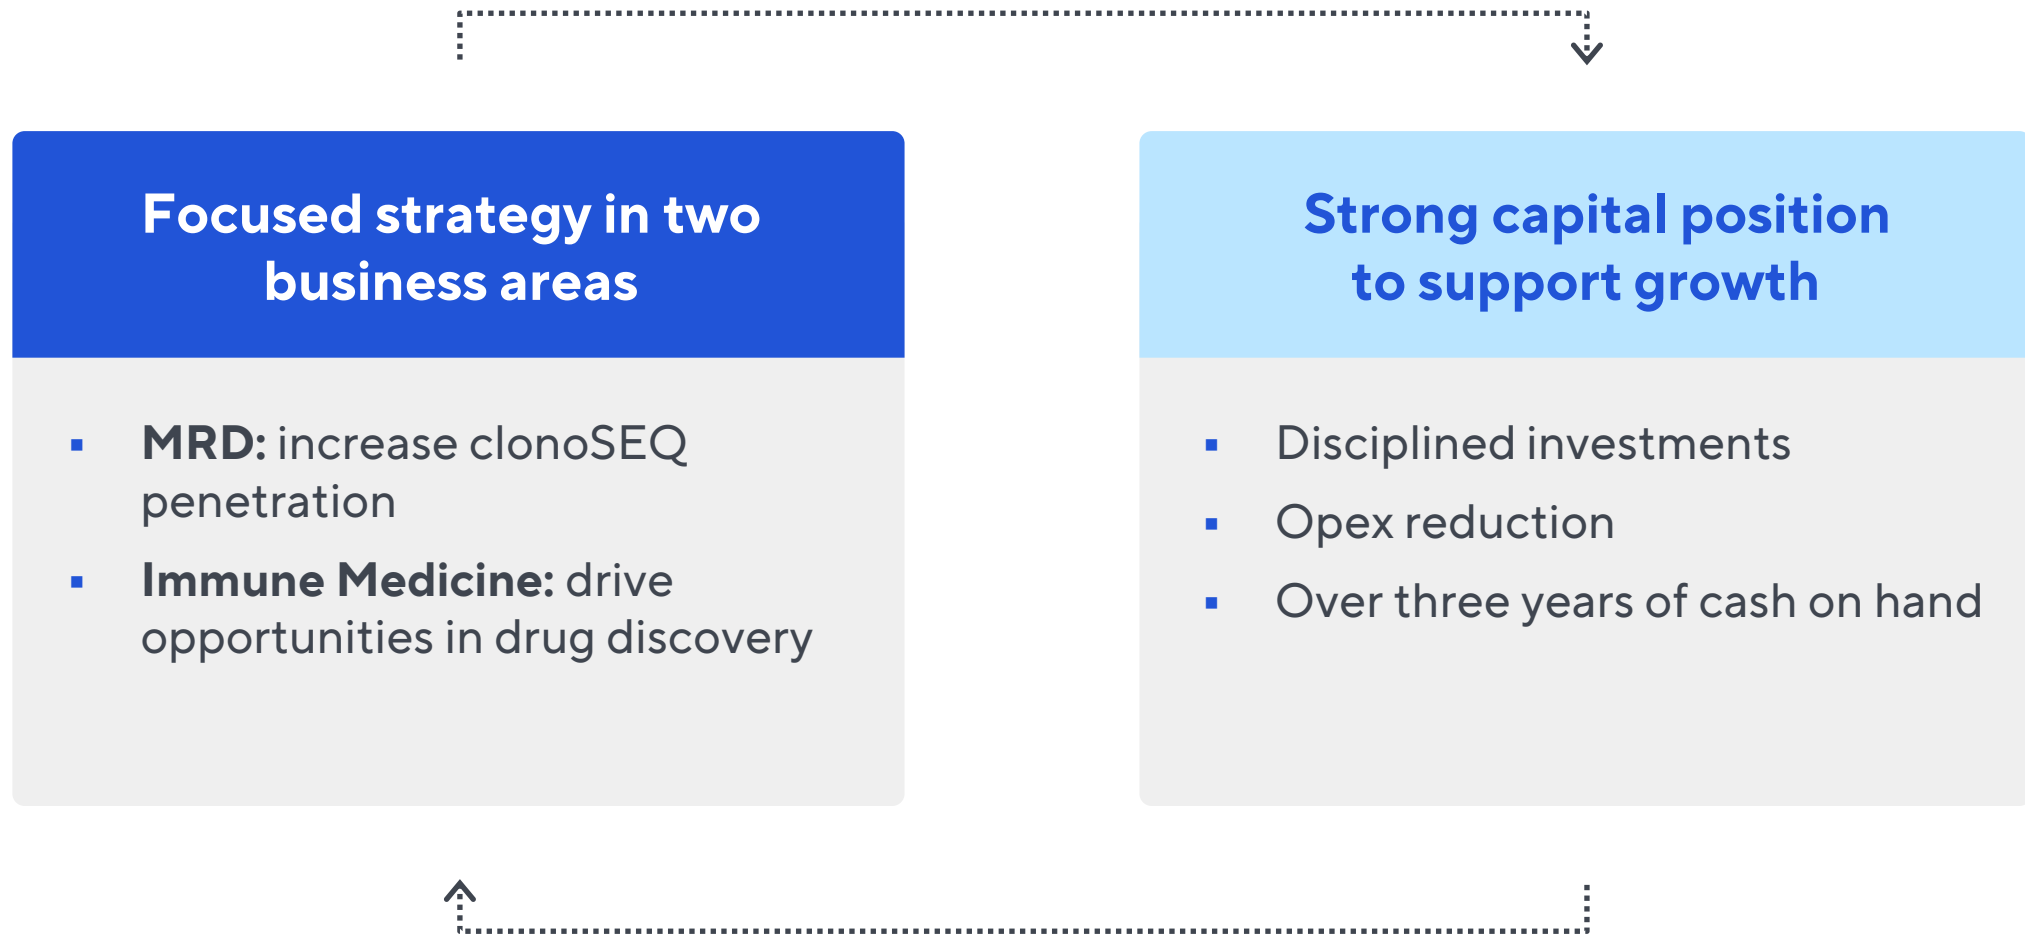 Focused strategy in two
business areas
▪ MRD: increase clonoSEQ
penetration
▪ Immune Medicine: drive
opportunities in drug discovery
Strong capital position
to support growth
▪ Disciplined investments
▪ Opex reduction
▪ Over three years of cash on hand